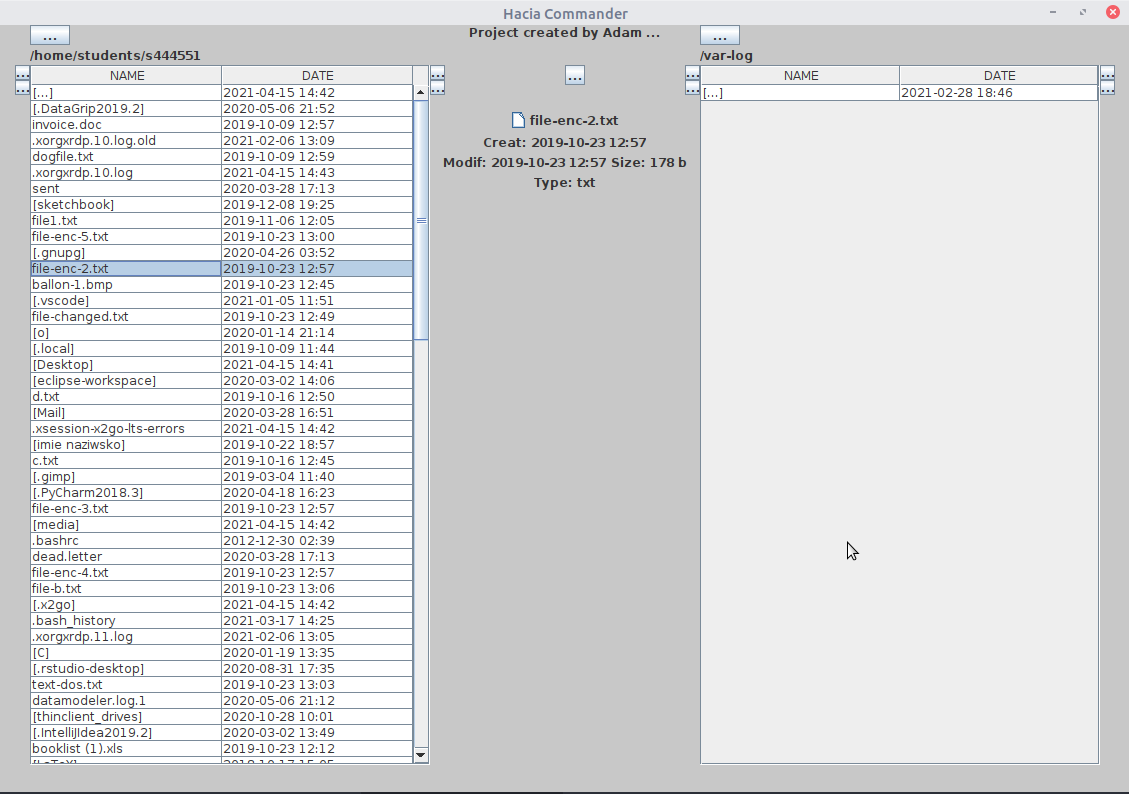 Hacia Commander
... Project created by Adam ... ...
/home/students/s444551
/var-log
... NAME DATE ... ... ... NAME DATE ...
... ... ... ...
[...] 2021-04-15 14:42
[...] 2021-02-28 18:46
[.DataGrip2019.2] 2020-05-06 21:52
invoice.doc 2019-10-09 12:57
.xorgxrdp.10.log.old 2021-02-06 13:09
dogfile.txt 2019-10-09 12:59
.xorgxrdp.10.log 2021-04-15 14:43
sent 2020-03-28 17:13
[sketchbook] 2019-12-08 19:25
file1.txt 2019-11-06 12:05
file-enc-5.txt 2019-10-23 13:00
[.gnupg] 2020-04-26 03:52
file-enc-2.txt 2019-10-23 12:57
ballon-1.bmp 2019-10-23 12:45
[.vscode] 2021-01-05 11:51
file-changed.txt 2019-10-23 12:49
[o] 2020-01-14 21:14
[.local] 2019-10-09 11:44
[Desktop] 2021-04-15 14:41
[eclipse-workspace] 2020-03-02 14:06
d.txt 2019-10-16 12:50
[Mail] 2020-03-28 16:51
.xsession-x2go-lts-errors 2021-04-15 14:42
[imie naziwsko] 2019-10-22 18:57
c.txt 2019-10-16 12:45
[.gimp] 2019-03-04 11:40
[.PyCharm2018.3] 2020-04-18 16:23
file-enc-3.txt 2019-10-23 12:57
[media] 2021-04-15 14:42
.bashrc 2012-12-30 02:39
dead.letter 2020-03-28 17:13
file-enc-4.txt 2019-10-23 12:57
file-b.txt 2019-10-23 13:06
[.x2go] 2021-04-15 14:42
.bash_history 2021-03-17 14:25
.xorgxrdp.11.log 2021-02-06 13:05
[C] 2020-01-19 13:35
[.rstudio-desktop] 2020-08-31 17:35
text-dos.txt 2019-10-23 13:03
datamodeler.log.1 2020-05-06 21:12
[thinclient_drives] 2020-10-28 10:01
[.IntelliJIdea2019.2] 2020-03-02 13:49
booklist (1).xls 2019-10-23 12:12
file-enc-2.txt
Creat: 2019-10-23 12:57
Modif: 2019-10-23 12:57 Size: 178 b
Type: txt